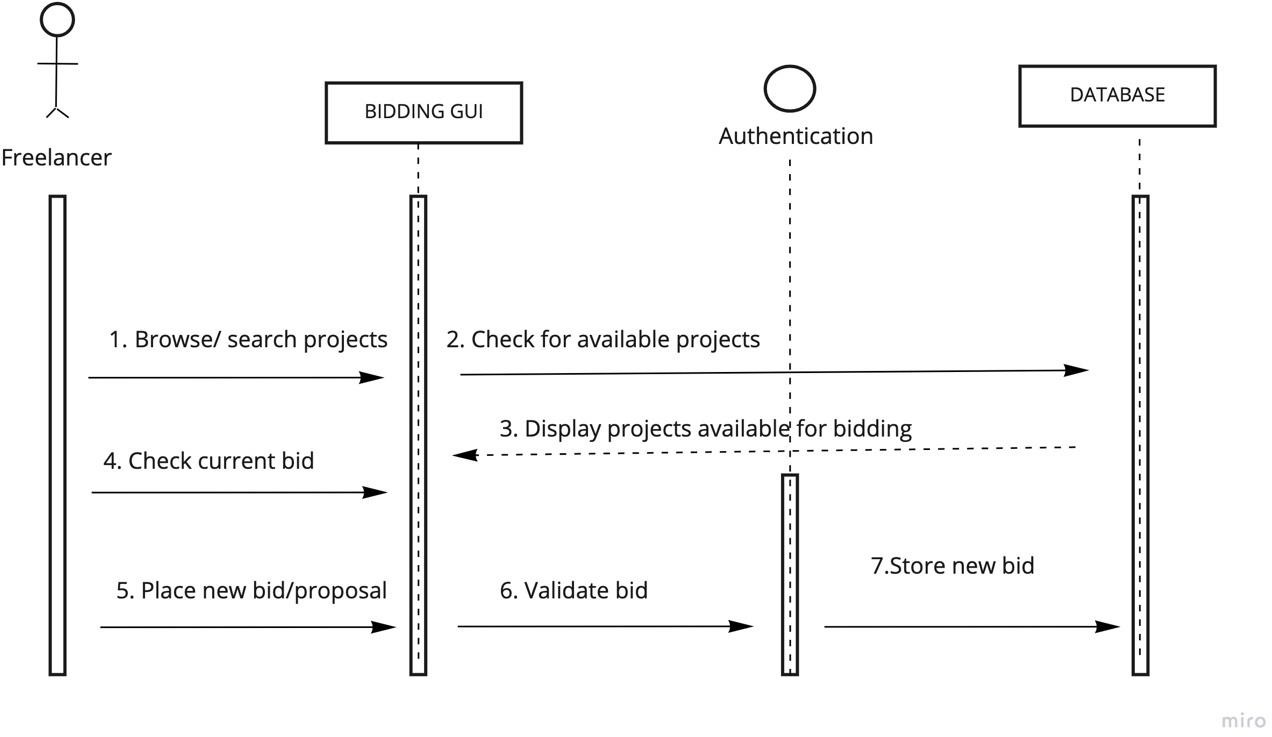 Freelancer
BIDDING GUI
Authentication
DATABASE
1. Browse/ search projects
2. Check for available projects
3. Display projects available for bidding
4. Check current bid
5. Place new bid/proposal
6. Validate bid
7.Store new bid
miro